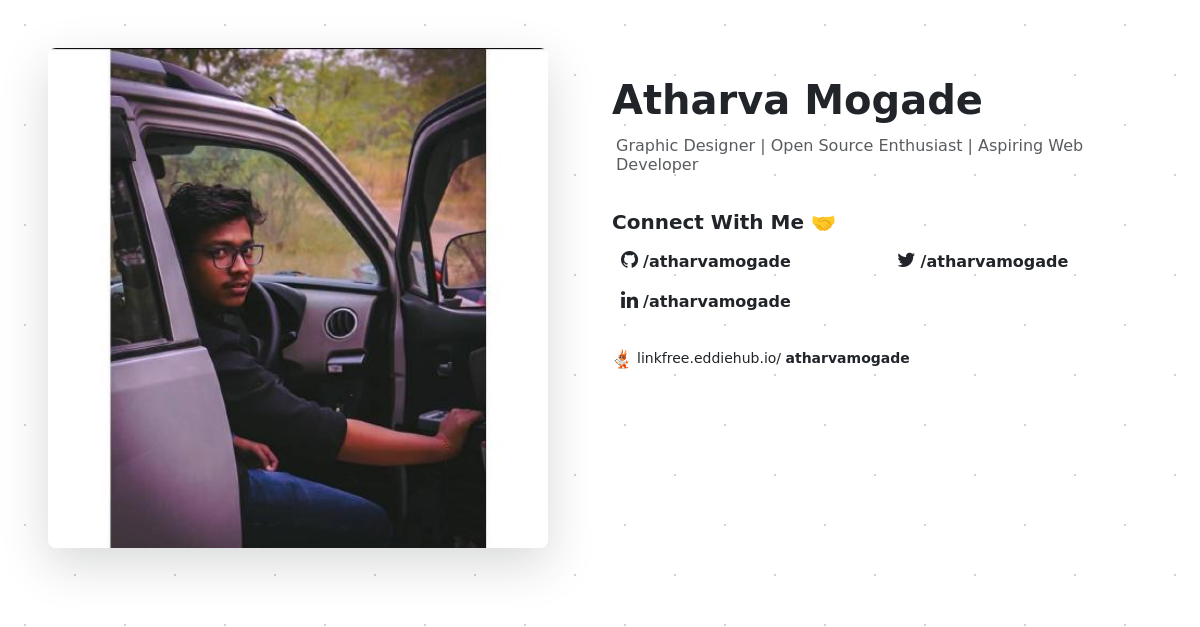 Atharva Mogade
Graphic Designer | Open Source Enthusiast | Aspiring Web
Developer
Connect With Me 🤝
/atharvamogade
/atharvamogade
/atharvamogade
linkfree.eddiehub.io/ atharvamogade